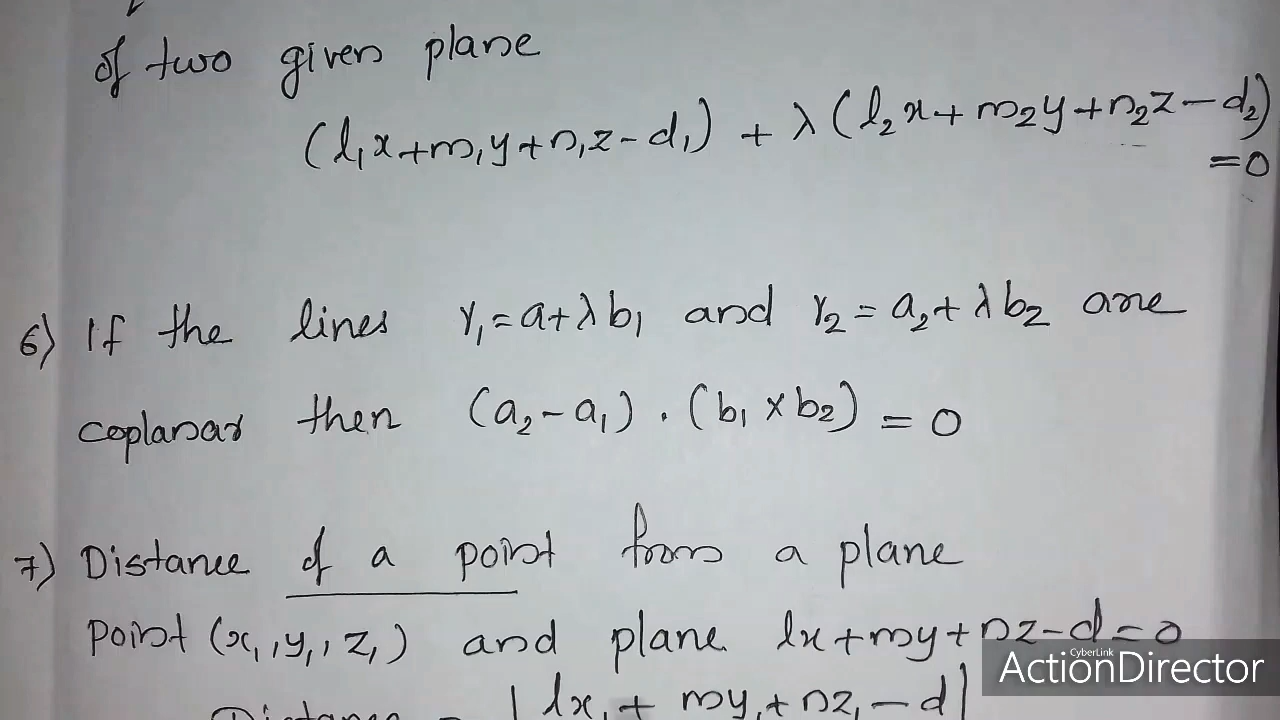 of two given plane
(l₁x+m₁y+n₁z-d₁) + λ (l₂x+m₂y+n₂z-d₂)
=0
6) If the lines r₁=a+λb₁ and r₂=a₂+λb₂ are
coplanar then (a₂-a₁).(b₁×b₂)=0
7) Distance of a point from a plane
point (x₁,y₁,z₁) and plane lx+my+nz-d=0
CyberLink
ActionDirector
Distance = |lx₁+my₁+nz₁-d|